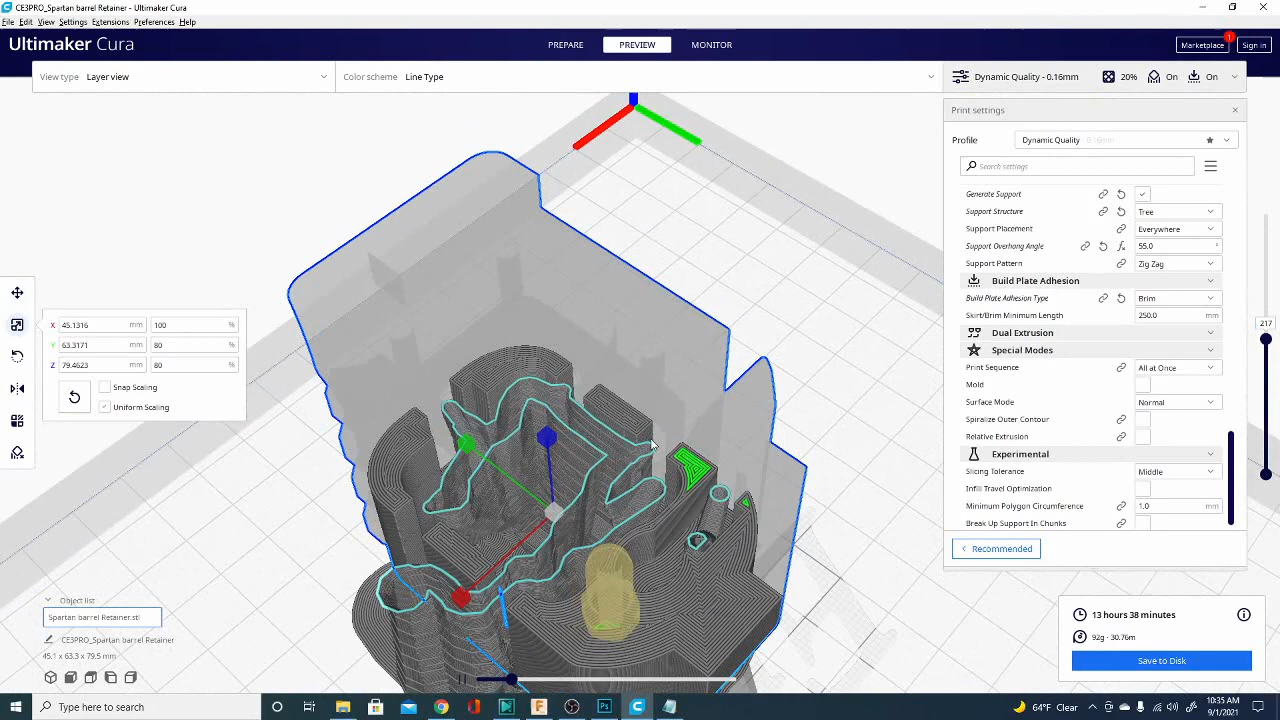 CE3PRO_Spartan barrel Retainer - Ultimaker Cura
File Edit View Settings Extensions Preferences Help
Ultimaker Cura
PREPARE PREVIEW MONITOR
Marketplace 1 Sign in
View type Layer view
Color scheme Line Type
Dynamic Quality - 0.16mm 20% On On
Print settings
Profile Dynamic Quality 0.16mm
Search settings
Generate Support
Support Structure Tree
Support Placement Everywhere
Support Overhang Angle 55.0 °
Support Pattern Zig Zag
Build Plate Adhesion
Build Plate Adhesion Type Brim
Skirt/Brim Minimum Length 250.0 mm
Dual Extrusion
Special Modes
Print Sequence All at Once
Mold
Surface Mode Normal
Spiralize Outer Contour
Relative Extrusion
Experimental
Slicing Tolerance Middle
Infill Travel Optimization
Minimum Polygon Circumference 1.0 mm
Break Up Support In Chunks
Recommended
217
X 45.1316 mm 100 %
Y 63.3171 mm 80 %
Z 79.4623 mm 80 %
Snap Scaling
Uniform Scaling
Object list
Spartan barrel Retainer.stl
CE3PRO_Spartan barrel Retainer
45.1 x 63.3 x 79.5 mm
13 hours 38 minutes
92g · 30.76m
Save to Disk
Type here to search
84°F Clear
10:35 AM
9/1/2021